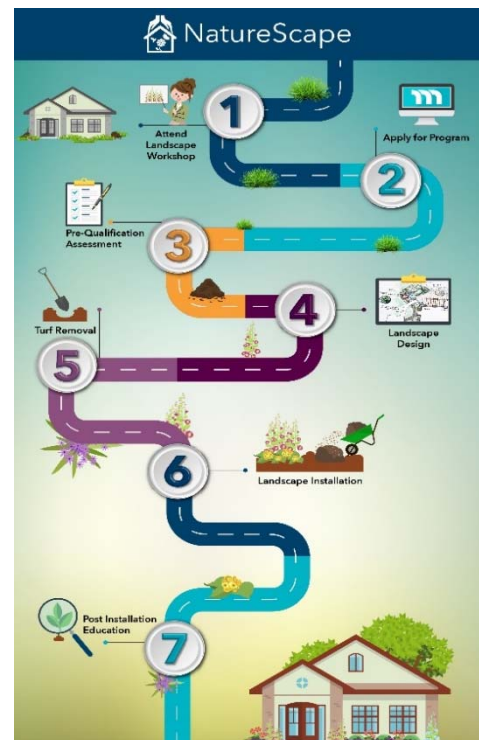 NatureScape
1
Attend
Landscape
Workshop
m
Apply for Program
2
Pre-Qualification
Assessment
3
4
Landscape
Design
Turf Removal
5
6
Landscape Installation
Post Installation
Education
7